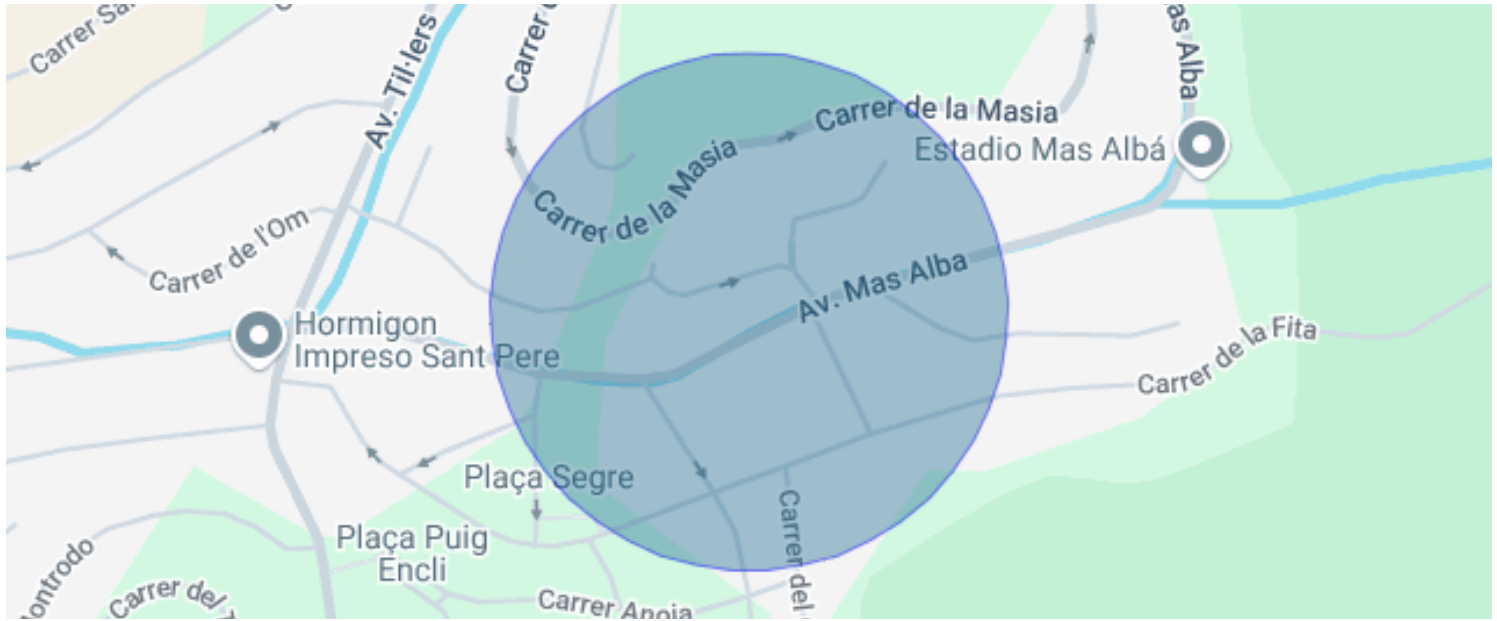 Carrer
Av. Til·lers
Carrer
Mas Alba
Carrer de la Masia
Estadio Mas Albá
Carrer de la Masia
Carrer de l'Om
Av. Mas Alba
Hormigon
Impreso Sant Pere
Carrer de la Fita
Plaça Segre
Plaça Puig
Encli
Carrer del
Carrer del
Carrer Anoia